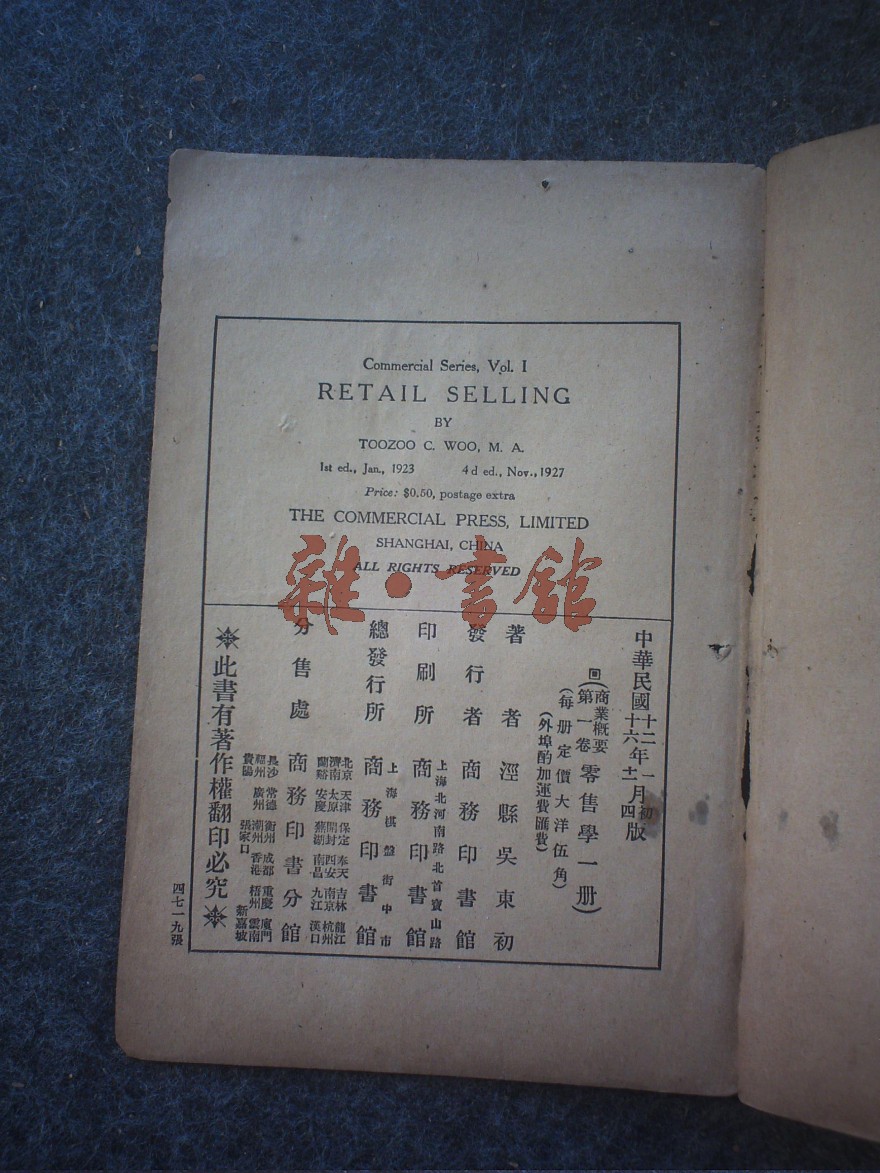 Commercial Series, Vol. I
RETAIL SELLING
BY
TOOZOO C. WOO, M. A.
1st ed., Jan., 1923 4d ed., Nov., 1927
Price: $0.50, postage extra
THE COMMERCIAL PRESS, LIMITED
SHANGHAI, CHINA
ALL RIGHTS RESERVED
雜·書館
中華民國
十二年一月初版
十六年十一月四版
回(商業概要第一卷零售學一册)
(每册定價大洋伍角)
(外埠酌加運費匯費)
著者 涇縣吳東初
發行者 商務印書館
上海北河南路北首寶山路
印刷所 商務印書館
上海棋盤街中市
總發行所 商務印書館
分售處 商務印書分館
北京 天津 保定 奉天 吉林 龍江
濟南 太原 開封 西安 南京 杭州
蘭谿 安慶 蕪湖 南昌 九江 漢口
長沙 常德 衡州 成都 重慶 廈門
福州 廣州 潮州 香港 梧州 雲南
貴陽 張家口 新嘉坡
此書有著作權翻印必究
四七一九張